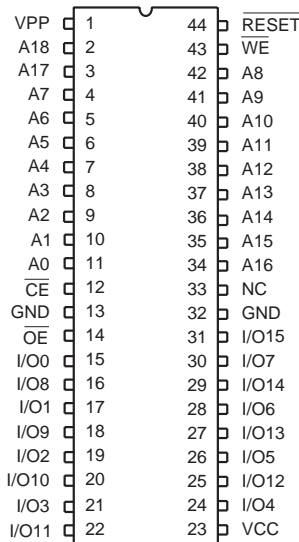 VPP 1 44 RESET
A18 2 43 WE
A17 3 42 A8
A7 4 41 A9
A6 5 40 A10
A5 6 39 A11
A4 7 38 A12
A3 8 37 A13
A2 9 36 A14
A1 10 35 A15
A0 11 34 A16
CE 12 33 NC
GND 13 32 GND
OE 14 31 I/O15
I/O0 15 30 I/O7
I/O8 16 29 I/O14
I/O1 17 28 I/O6
I/O9 18 27 I/O13
I/O2 19 26 I/O5
I/O10 20 25 I/O12
I/O3 21 24 I/O4
I/O11 22 23 VCC